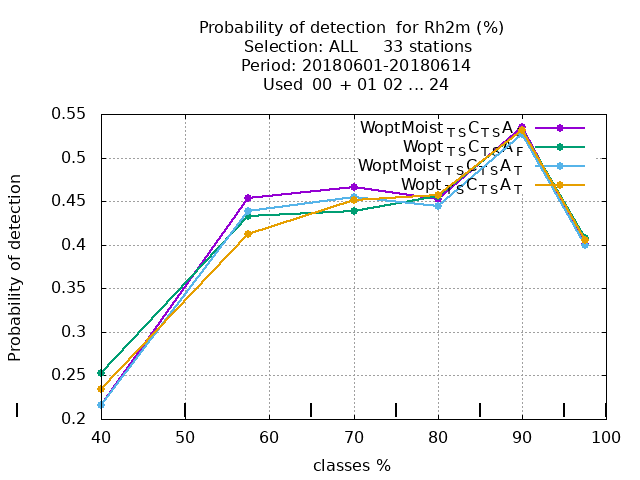 Probability of detection for Rh2m (%)
Selection: ALL 33 stations
Period: 20180601-20180614
Used 00 + 01 02 ... 24
0.55
0.5
0.45
0.4
0.35
0.3
0.25
0.2
Probability of detection
WoptMoist TS C TS A
Wopt TS C TS A F
WoptMoist TS C TS A T
Wopt TS C TS A T
40 50 60 70 80 90 100
classes %